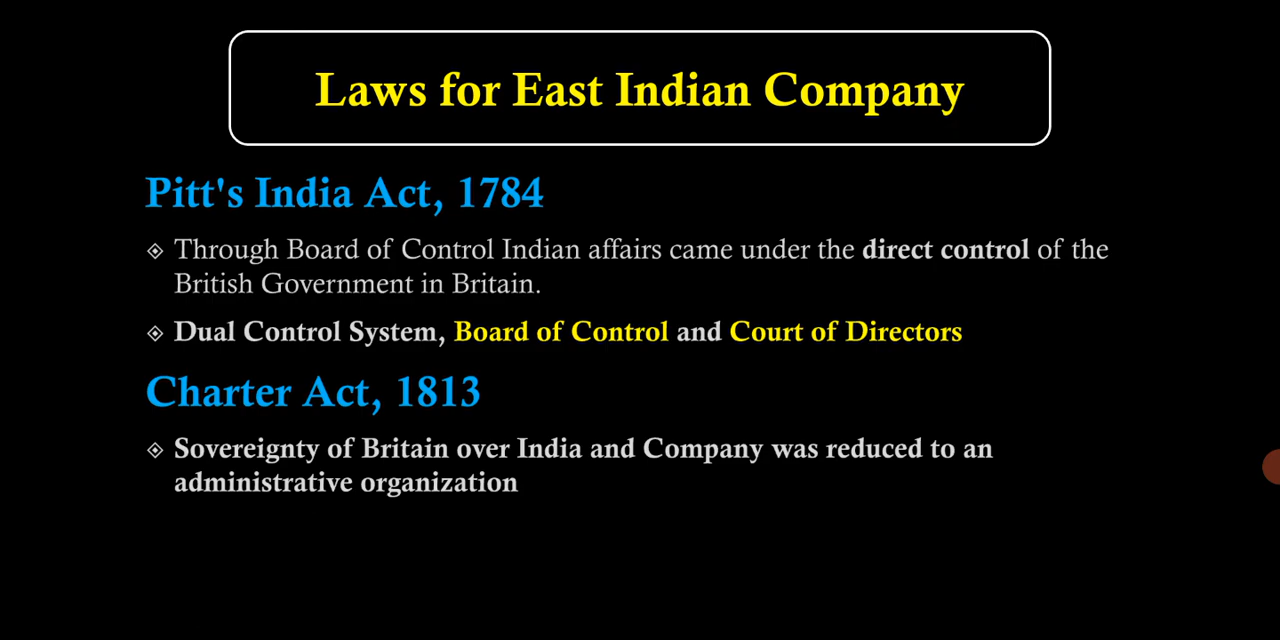 Laws for East Indian Company
Pitt's India Act, 1784
Through Board of Control Indian affairs came under the direct control of the
British Government in Britain.
Dual Control System, Board of Control and Court of Directors
Charter Act, 1813
Sovereignty of Britain over India and Company was reduced to an
administrative organization